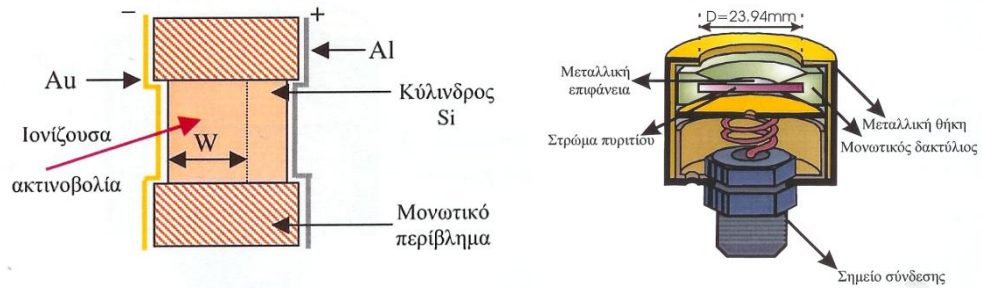 − +
Au
Al
Κύλινδρος
Si
Ιονίζουσα
ακτινοβολία
W
Μονωτικό
περίβλημα
D=23.94mm
Μεταλλική
επιφάνεια
Στρώμα πυριτίου
Μεταλλική θήκη
Μονωτικός δακτύλιος
Σημείο σύνδεσης